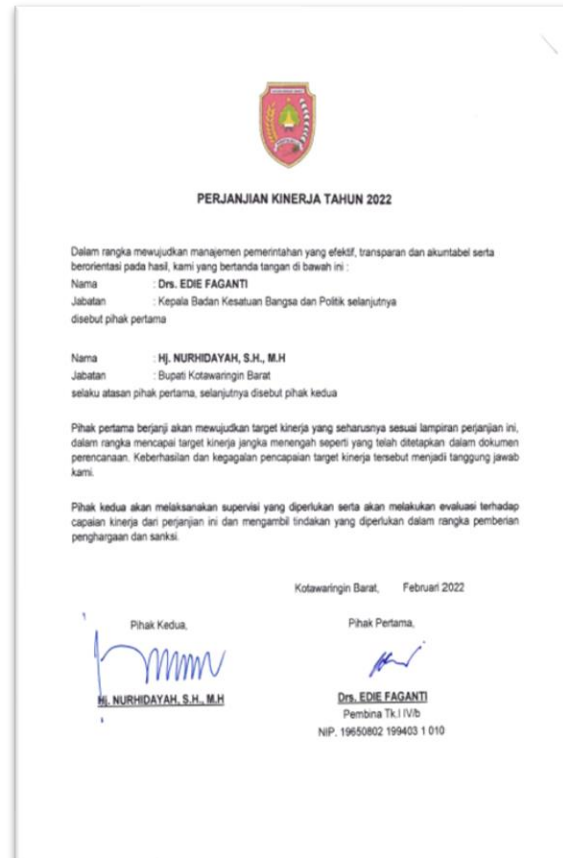 PERJANJIAN KINERJA TAHUN 2022
Dalam rangka mewujudkan manajemen pemerintahan yang efektif, transparan dan akuntabel serta
berorientasi pada hasil, kami yang bertanda tangan di bawah ini :
Nama : Drs. EDIE FAGANTI
Jabatan : Kepala Badan Kesatuan Bangsa dan Politik selanjutnya
disebut pihak pertama
Nama : Hj. NURHIDAYAH, S.H., M.H
Jabatan : Bupati Kotawaringin Barat
selaku atasan pihak pertama, selanjutnya disebut pihak kedua
Pihak pertama berjanji akan mewujudkan target kinerja yang seharusnya sesuai lampiran perjanjian ini,
dalam rangka mencapai target kinerja jangka menengah seperti yang telah ditetapkan dalam dokumen
perencanaan. Keberhasilan dan kegagalan pencapaian target kinerja tersebut menjadi tanggung jawab
kami.
Pihak kedua akan melaksanakan supervisi yang diperlukan serta akan melakukan evaluasi terhadap
capaian kinerja dari perjanjian ini dan mengambil tindakan yang diperlukan dalam rangka pemberian
penghargaan dan sanksi.
Kotawaringin Barat, Februari 2022
Pihak Kedua, Pihak Pertama,
Hj. NURHIDAYAH, S.H., M.H Drs. EDIE FAGANTI
Pembina Tk.I IV/b
NIP. 19650802 199403 1 010